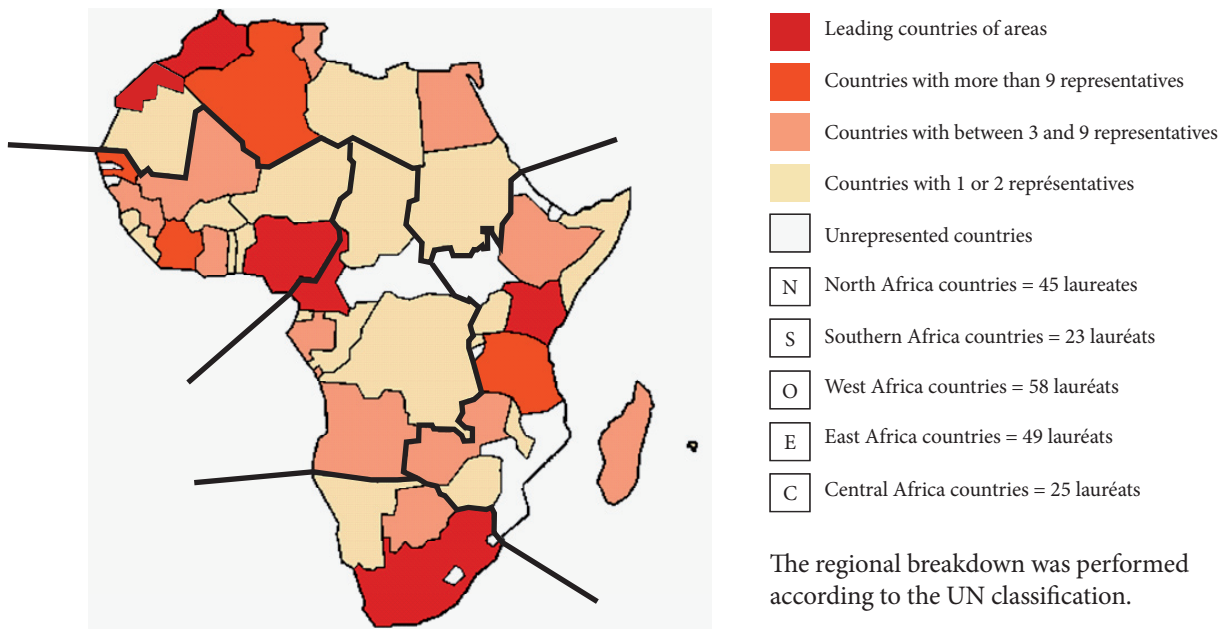 Leading countries of areas
Countries with more than 9 representatives
Countries with between 3 and 9 representatives
Countries with 1 or 2 représentatives
Unrepresented countries
N North Africa countries = 45 laureates
S Southern Africa countries = 23 lauréats
O West Africa countries = 58 lauréats
E East Africa countries = 49 lauréats
C Central Africa countries = 25 lauréats
The regional breakdown was performed
according to the UN classification.